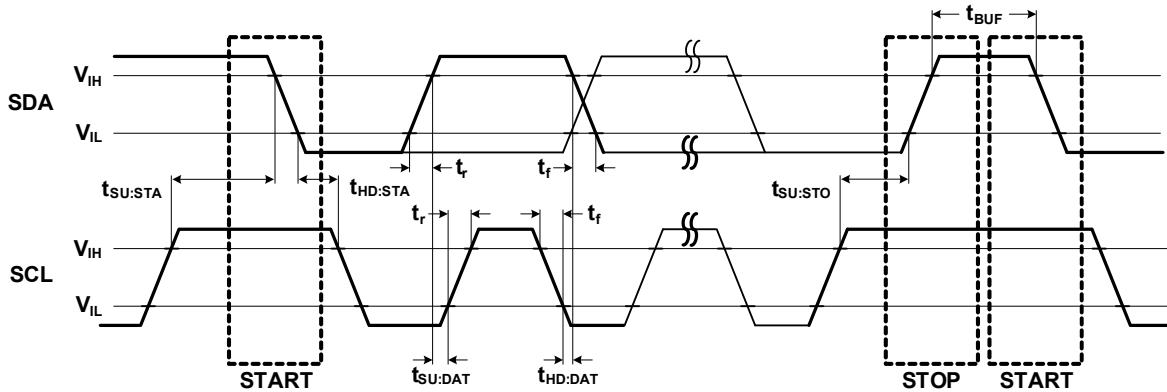 tBUF
VIH
SDA
VIL
tr
tf
tSU:STA
tHD:STA
tSU:STO
tr
tf
VIH
SCL
VIL
tSU:DAT
tHD:DAT
START
STOP
START